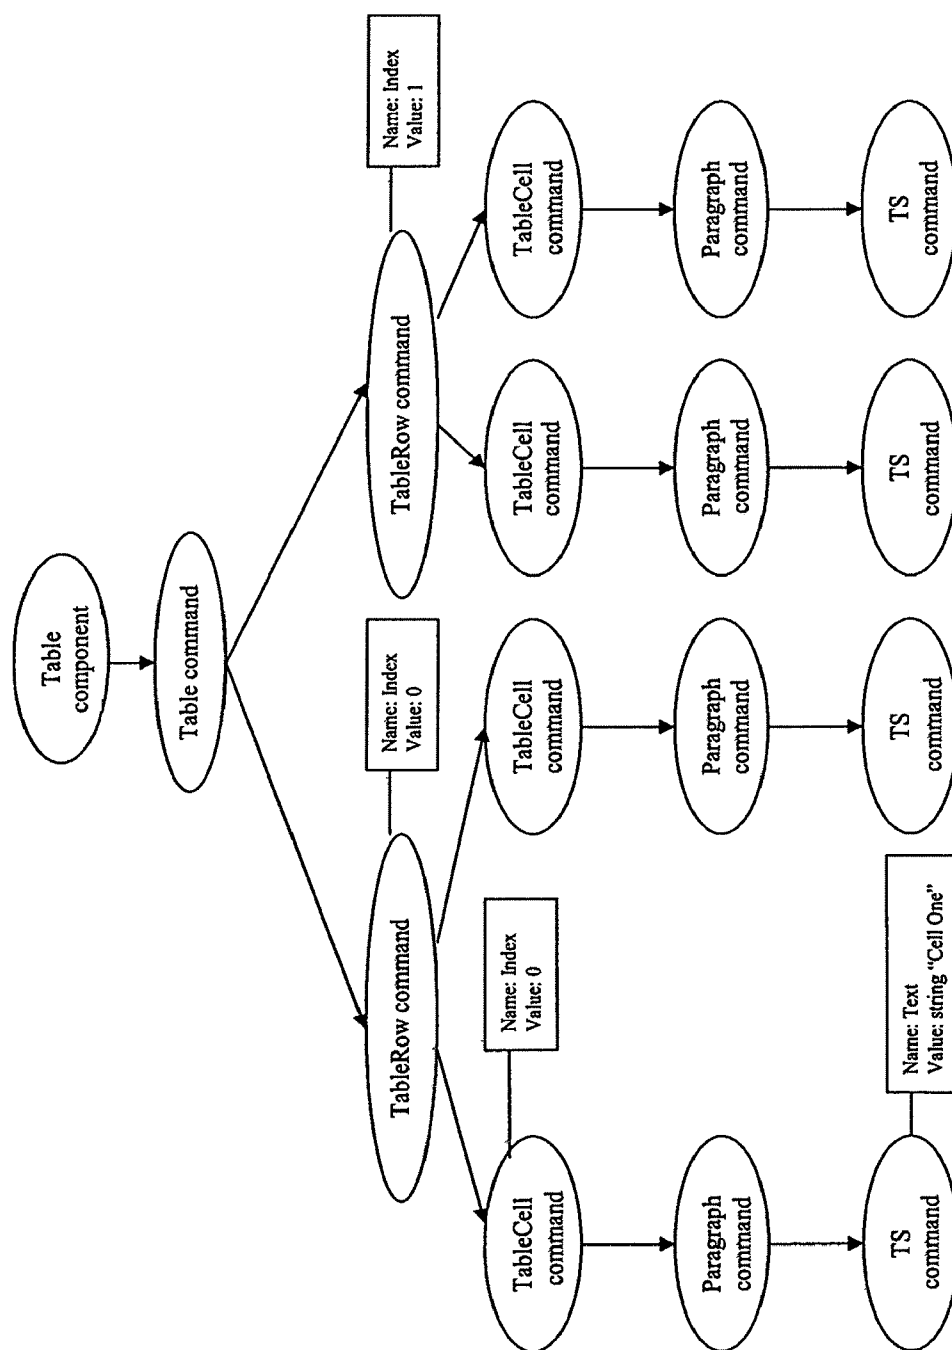 Table
component
Table command
TableRow command
Name: Index
Value: 0
TableRow command
Name: Index
Value: 1
TableCell
command
Name: Index
Value: 0
TableCell
command
TableCell
command
TableCell
command
Paragraph
command
Paragraph
command
Paragraph
command
Paragraph
command
TS
command
Name: Text
Value: string “Cell One”
TS
command
TS
command
TS
command